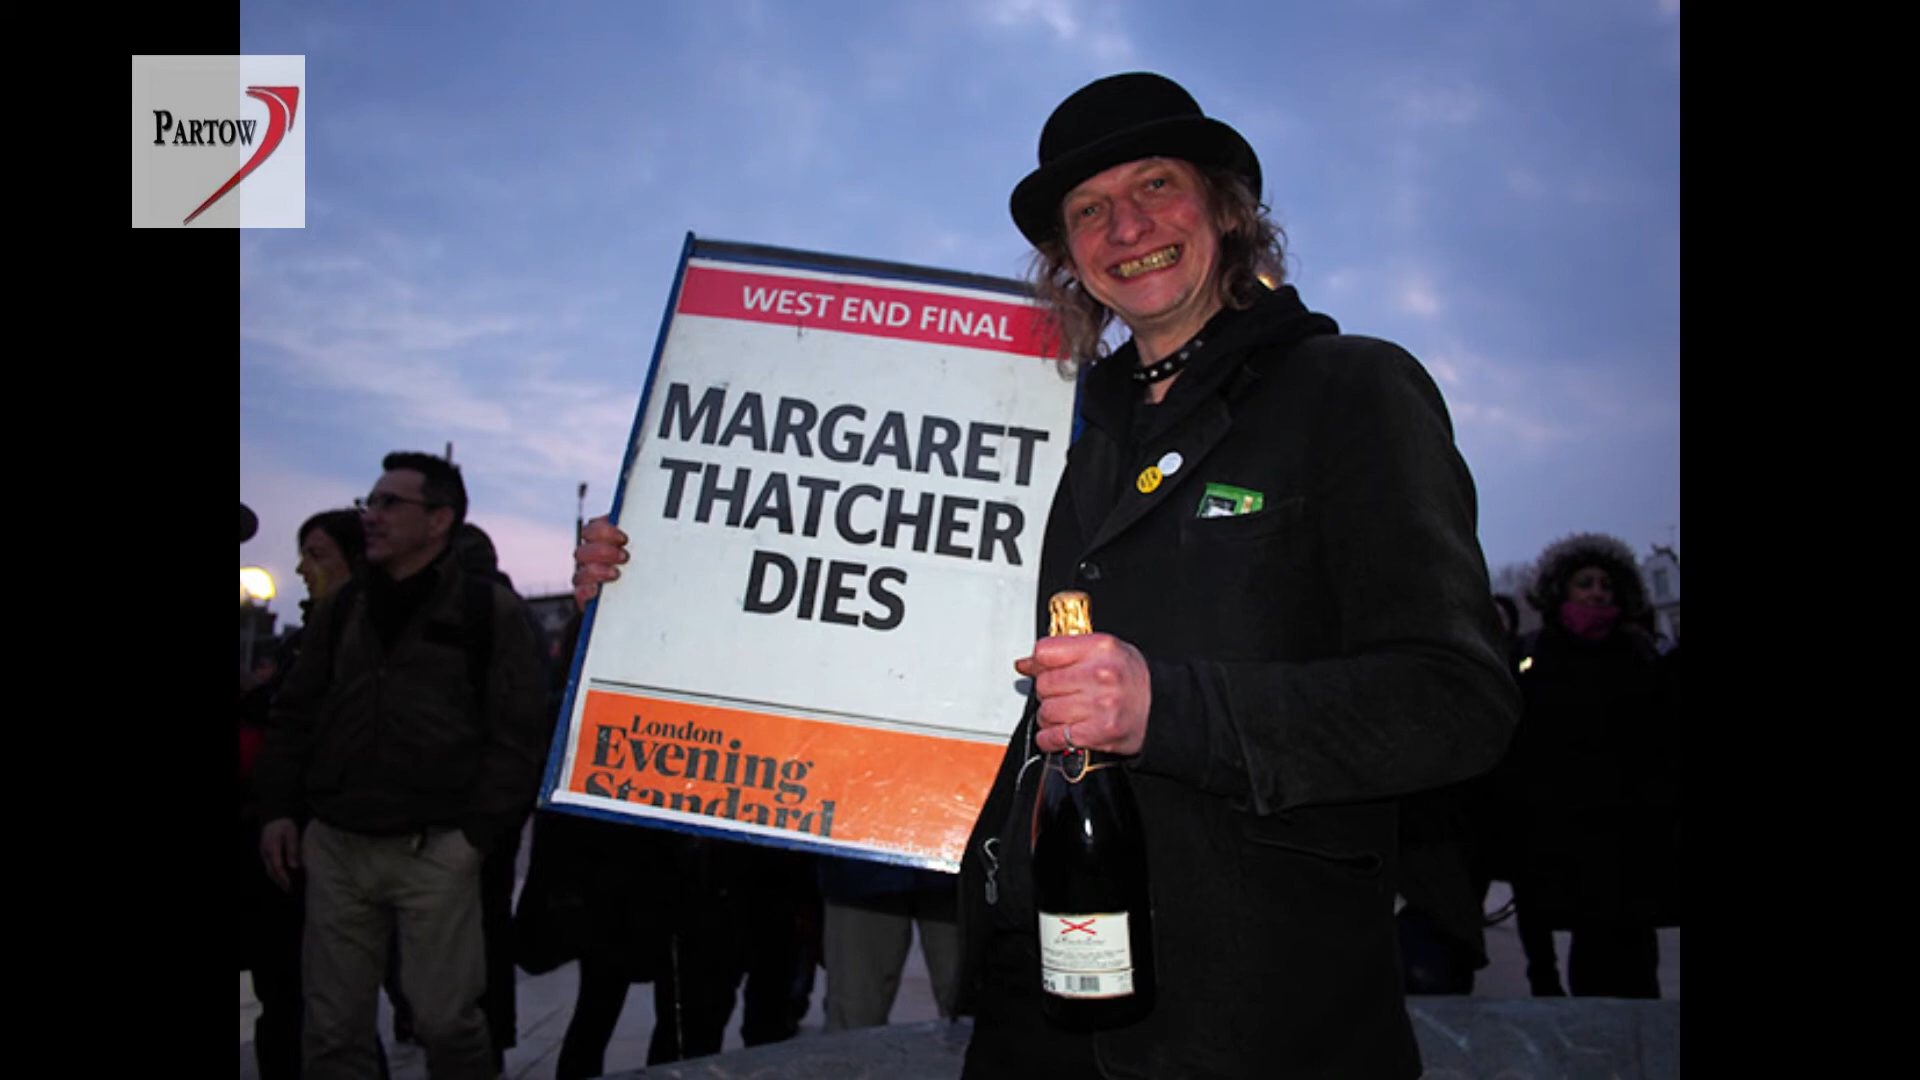 PARTOW
WEST END FINAL
MARGARET
THATCHER
DIES
London
Evening
Standard